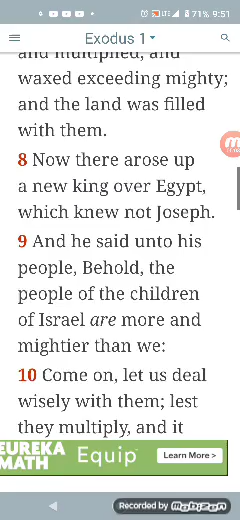 LTE 71% 9:51
Exodus 1
and multiplied, and
waxed exceeding mighty;
and the land was filled
with them.
8 Now there arose up
a new king over Egypt,
which knew not Joseph.
9 And he said unto his
people, Behold, the
people of the children
of Israel are more and
mightier than we:
10 Come on, let us deal
wisely with them; lest
they multiply, and it
EUREKA
MATH
Equip
Learn More >
Recorded by mobizen